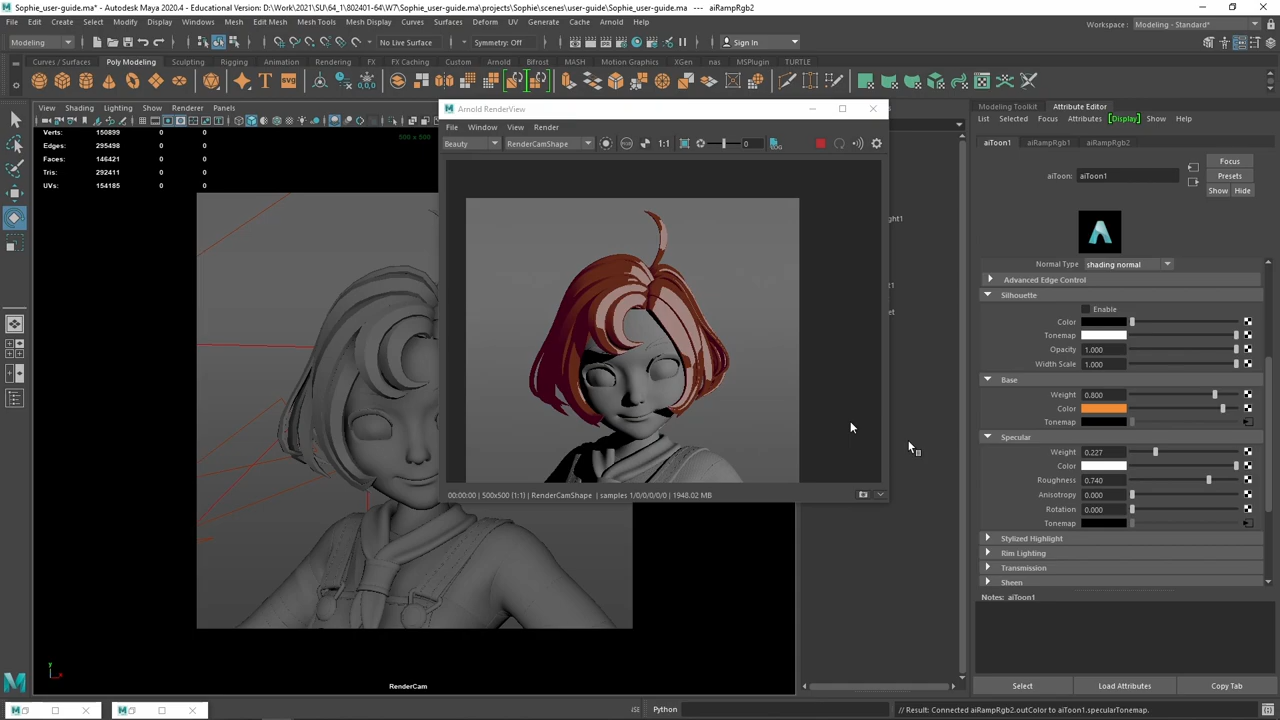 Sophie_user-guide.ma* - Autodesk Maya 2020.4 - Educational Version: D:\Work\2021\SU\64_1\802401-64\W7\Sophie_user-guide.ma\projects\Sophie\scenes\user-guide\Sophie_user-guide.ma --- aiRampRgb2
File Edit Create Select Modify Display Windows Mesh Edit Mesh Mesh Tools Mesh Display Curves Surfaces Deform UV Generate Cache Arnold Help
Workspace : Modeling - Standard*
Modeling
No Live Surface
Symmetry: Off
Sign In
Curves / Surfaces Poly Modeling Sculpting Rigging Animation Rendering FX FX Caching Custom Arnold Bifrost MASH Motion Graphics XGen nas MSPlugin TURTLE
View Shading Lighting Show Renderer Panels
Verts: 150899 0 0
Edges: 295498 0 0
Faces: 146421 0 0
Tris: 292411 0 0
UVs: 154185 0 0
500 x 500
RenderCam
Arnold RenderView
File Window View Render
Beauty RenderCamShape 1:1 0
00:00:00 | 500x500 (1:1) | RenderCamShape | samples 1/0/0/0/0/0 | 1948.02 MB
Modeling Toolkit Attribute Editor
List Selected Focus Attributes Display Show Help
aiToon1 aiRampRgb1 aiRampRgb2
aiToon: aiToon1
Focus
Presets
Show Hide
Normal Type shading normal
Advanced Edge Control
Silhouette
Enable
Color
Tonemap
Opacity 1.000
Width Scale 1.000
Base
Weight 0.800
Color
Tonemap
Specular
Weight 0.227
Color
Roughness 0.740
Anisotropy 0.000
Rotation 0.000
Tonemap
Stylized Highlight
Rim Lighting
Transmission
Sheen
Notes: aiToon1
Select Load Attributes Copy Tab
Python
// Result: Connected aiRampRgb2.outColor to aiToon1.specularTonemap.